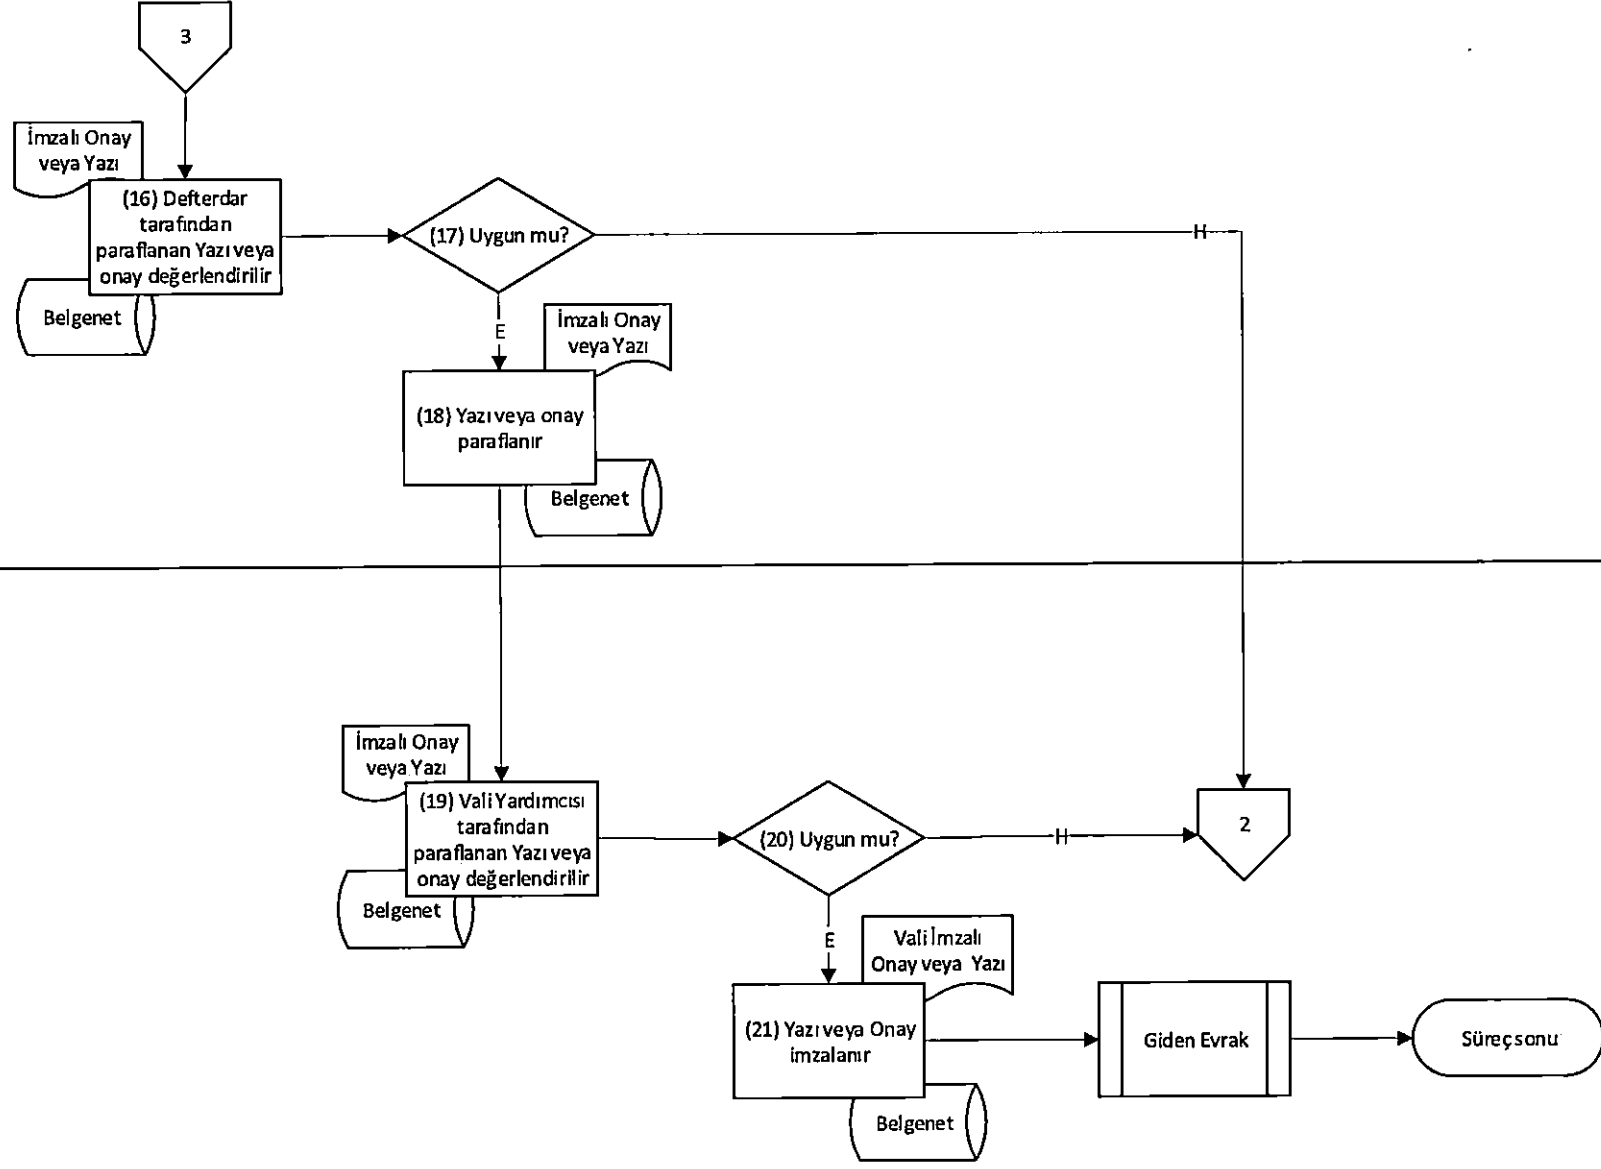 3
İmzalı Onay
veya Yazı
(16) Defterdar
tarafından
paraflanan Yazı veya
onay değerlendirilir
Belgenet
(17) Uygun mu?
H
E
İmzalı Onay
veya Yazı
(18) Yazı veya onay
paraflanır
Belgenet
İmzalı Onay
veya Yazı
(19) Vali Yardımcısı
tarafından
paraflanan Yazı veya
onay değerlendirilir
Belgenet
(20) Uygun mu?
H
2
E
Vali İmzalı
Onay veya Yazı
(21) Yazı veya Onay
imzalanır
Belgenet
Giden Evrak
Süreç sonu